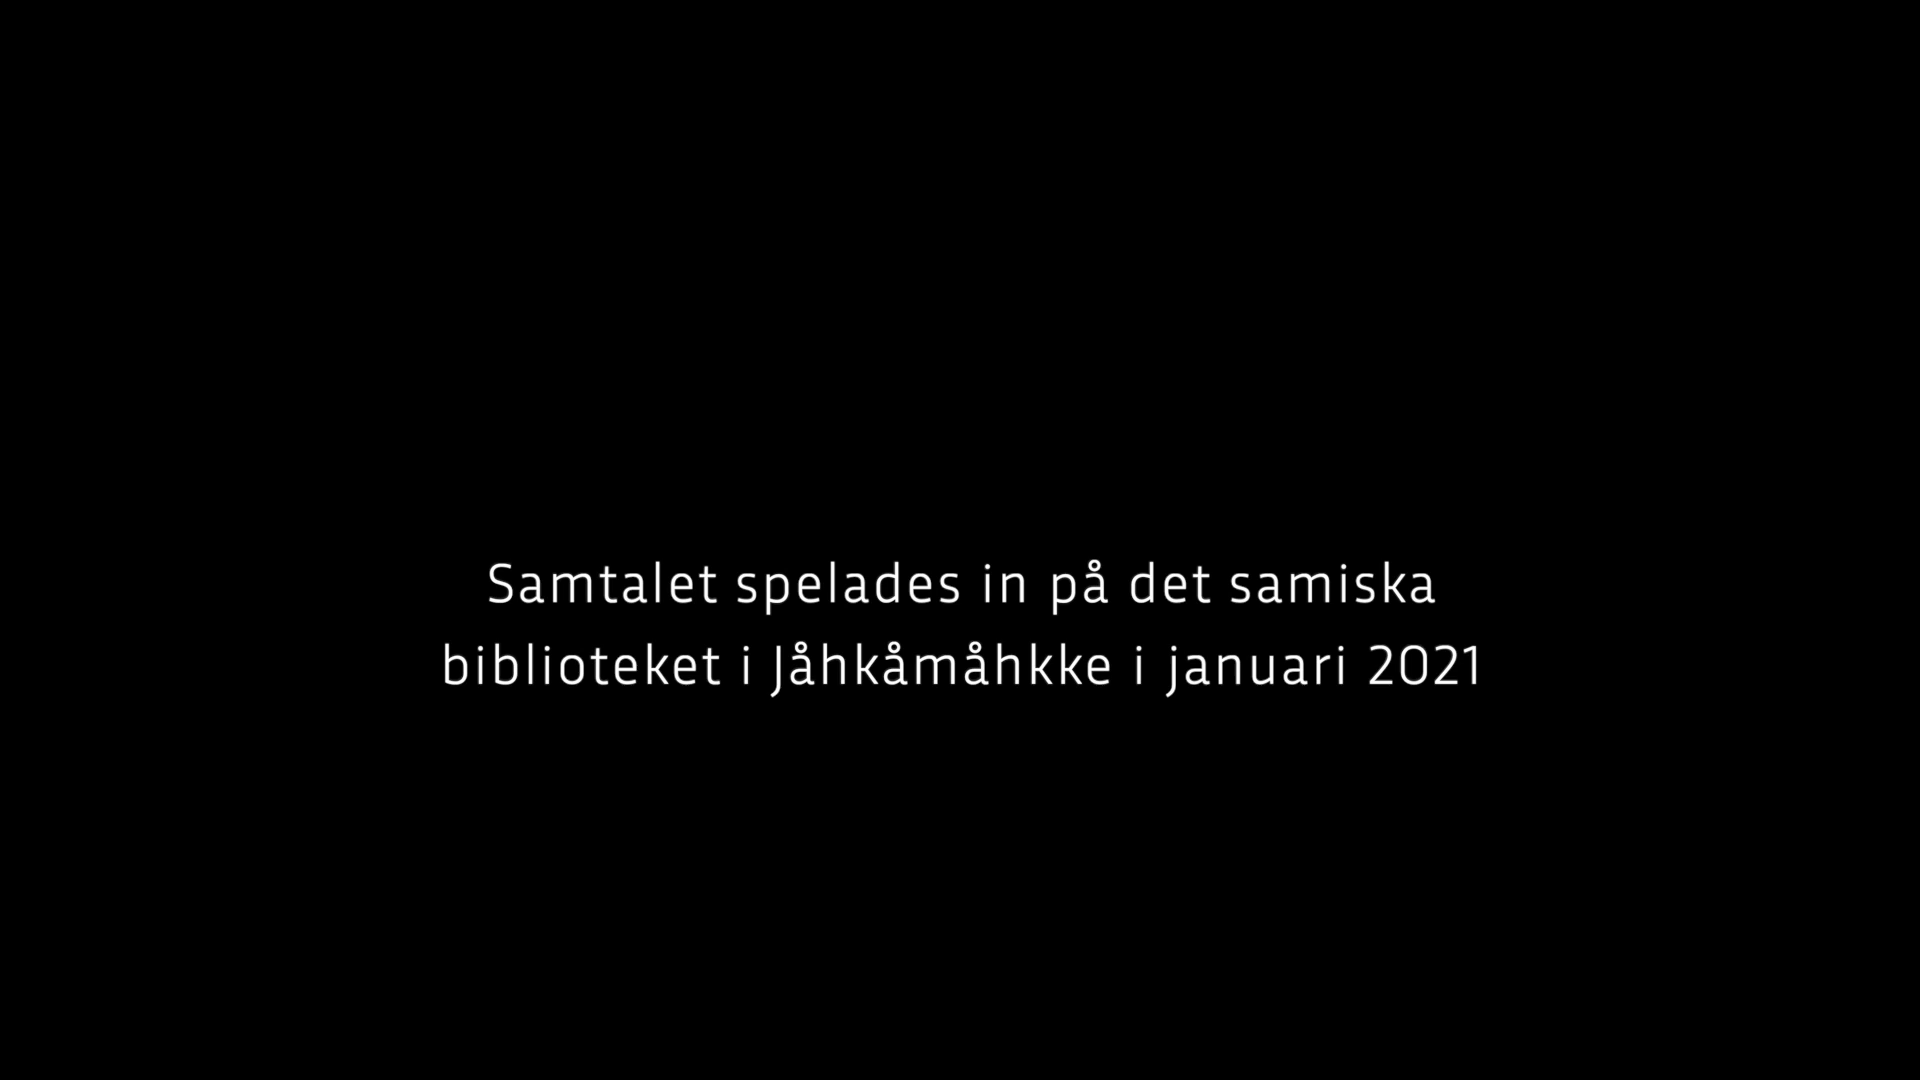 Samtalet spelades in på det samiska
biblioteket i Jåhkåmåhkke i januari 2021